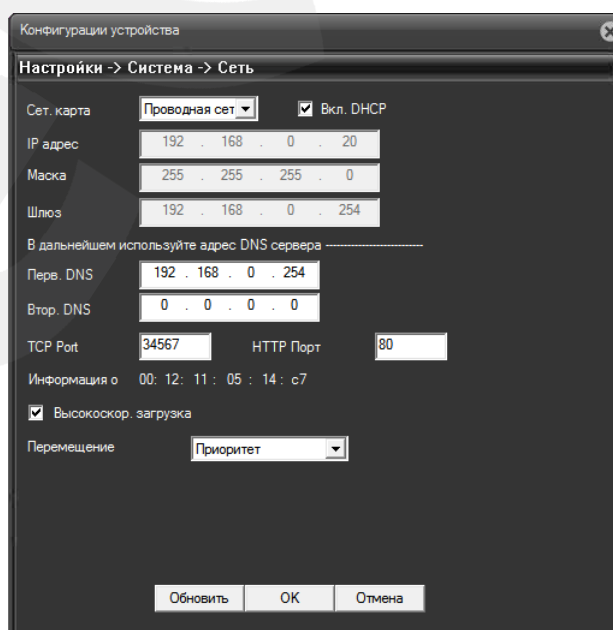 Конфигурации устройства
Настройки -> Система -> Сеть
Сет. карта Проводная сет Вкл. DHCP
IP адрес 192 . 168 . 0 . 20
Маска 255 . 255 . 255 . 0
Шлюз 192 . 168 . 0 . 254
В дальнейшем используйте адрес DNS сервера ----------------------------
Перв. DNS 192 . 168 . 0 . 254
Втор. DNS 0 . 0 . 0 . 0
TCP Port 34567 HTTP Порт 80
Информация о 00: 12: 11: 05 : 14: c7
Высокоскор. загрузка
Перемещение Приоритет
Обновить OK Отмена